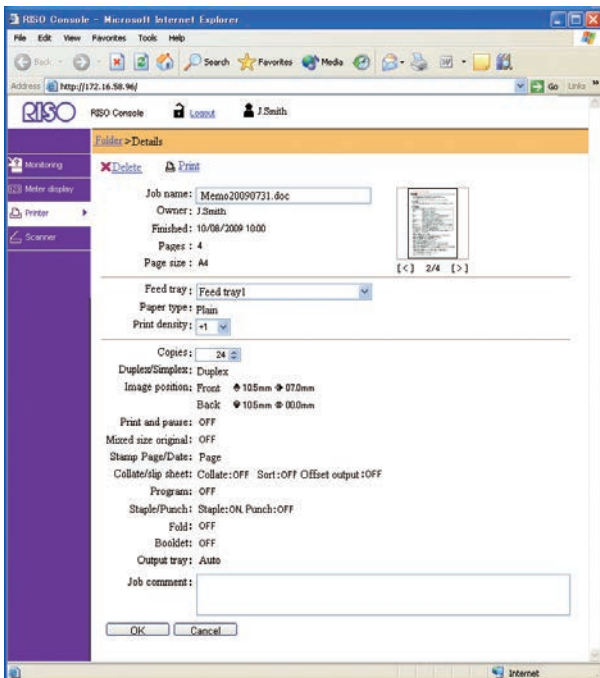 RISO Console - Microsoft Internet Explorer
File Edit View Favorites Tools Help
Back Search Favorites Media
Address http://172.16.58.96/ Go Links »
RISO RISO Console Logout J.Smith
Folder >Details
Monitoring
Meter display
Printer
Scanner
Delete Print
Job name: Memo20090731.doc
Owner: J.Smith
Finished: 10/08/2009 10:00
Pages: 4
Page size: A4
[<] 2/4 [>]
Feed tray: Feed tray1
Paper type: Plain
Print density: +1
Copies: 24
Duplex/Simplex: Duplex
Image position: Front 10.5mm 07.0mm
Back 10.5mm 00.0mm
Print and pause: OFF
Mixed size original: OFF
Stamp Page/Date: Page
Collate/slip sheet: Collate:OFF Sort:OFF Offset output:OFF
Program: OFF
Staple/Punch: Staple:ON, Punch:OFF
Fold: OFF
Booklet: OFF
Output tray: Auto
Job comment:
OK Cancel
Internet